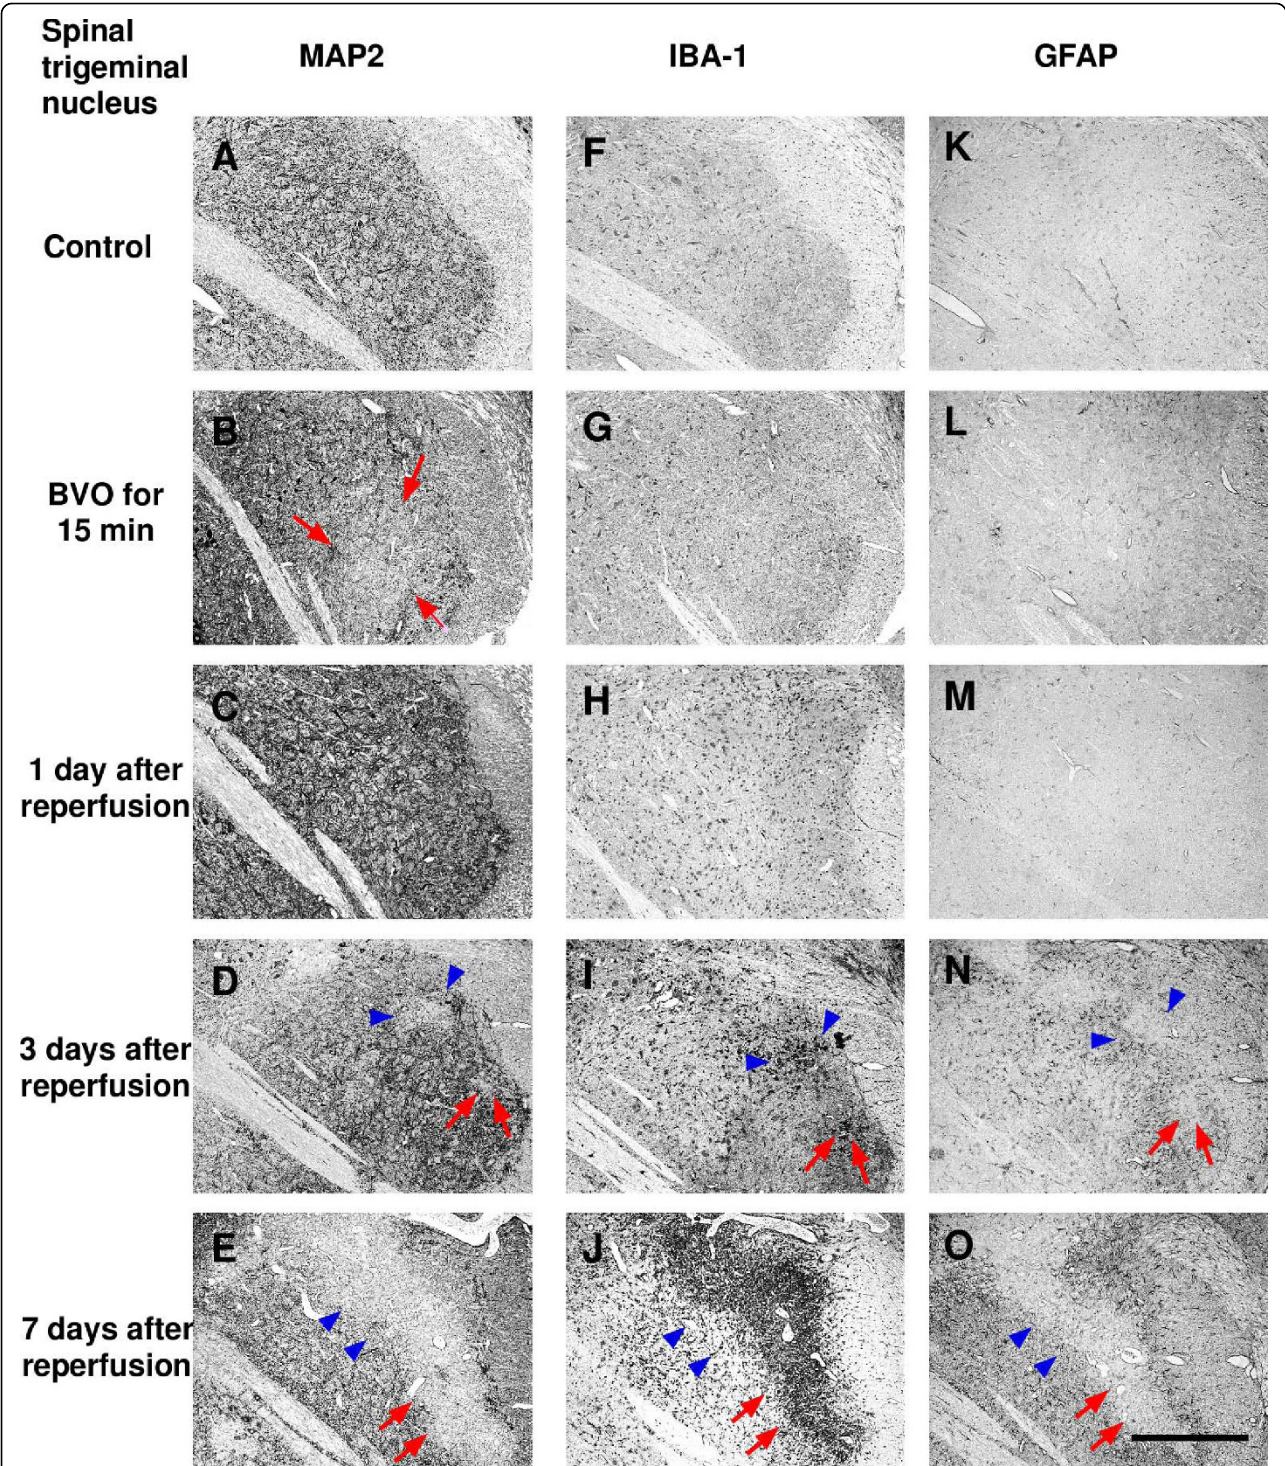 Spinal
trigeminal
nucleus
MAP2
IBA-1
GFAP
Control
A
F
K
BVO for
15 min
B
G
L
1 day after
reperfusion
C
H
M
3 days after
reperfusion
D
I
N
7 days after
reperfusion
E
J
O